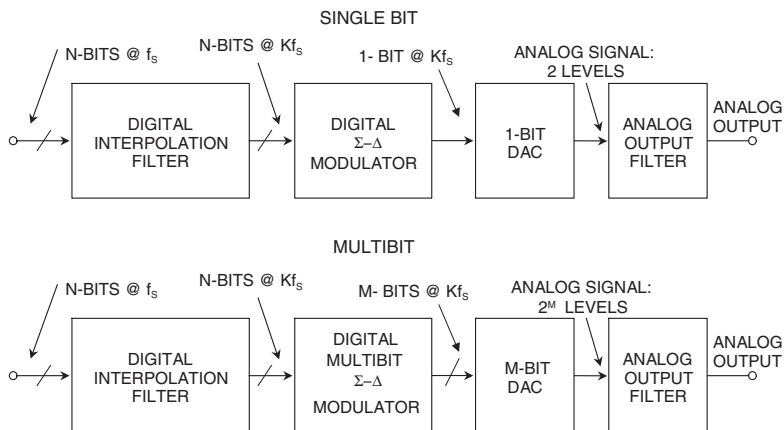 SINGLE BIT
N-BITS @ fS
N-BITS @ KfS
1- BIT @ KfS
ANALOG SIGNAL:
2 LEVELS
DIGITAL
INTERPOLATION
FILTER
DIGITAL
Σ–Δ
MODULATOR
1-BIT
DAC
ANALOG
OUTPUT
FILTER
ANALOG
OUTPUT
MULTIBIT
N-BITS @ fS
N-BITS @ KfS
M- BITS @ KfS
ANALOG SIGNAL:
2ᴹ LEVELS
DIGITAL
INTERPOLATION
FILTER
DIGITAL
MULTIBIT
Σ–Δ
MODULATOR
M-BIT
DAC
ANALOG
OUTPUT
FILTER
ANALOG
OUTPUT